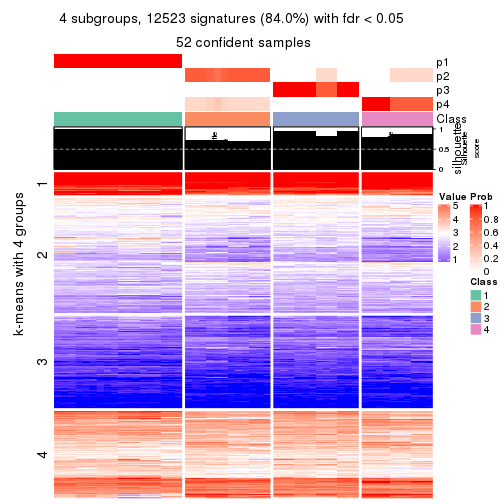 4 subgroups, 12523 signatures (84.0%) with fdr < 0.05
52 confident samples
p1
p2
p3
p4
Class
silhouette
Silhouette
score
1
0.5
0
k-means with 4 groups
1
2
3
4
Value
5
4
3
2
1
Prob
1
0.8
0.6
0.4
0.2
0
Class
1
2
3
4